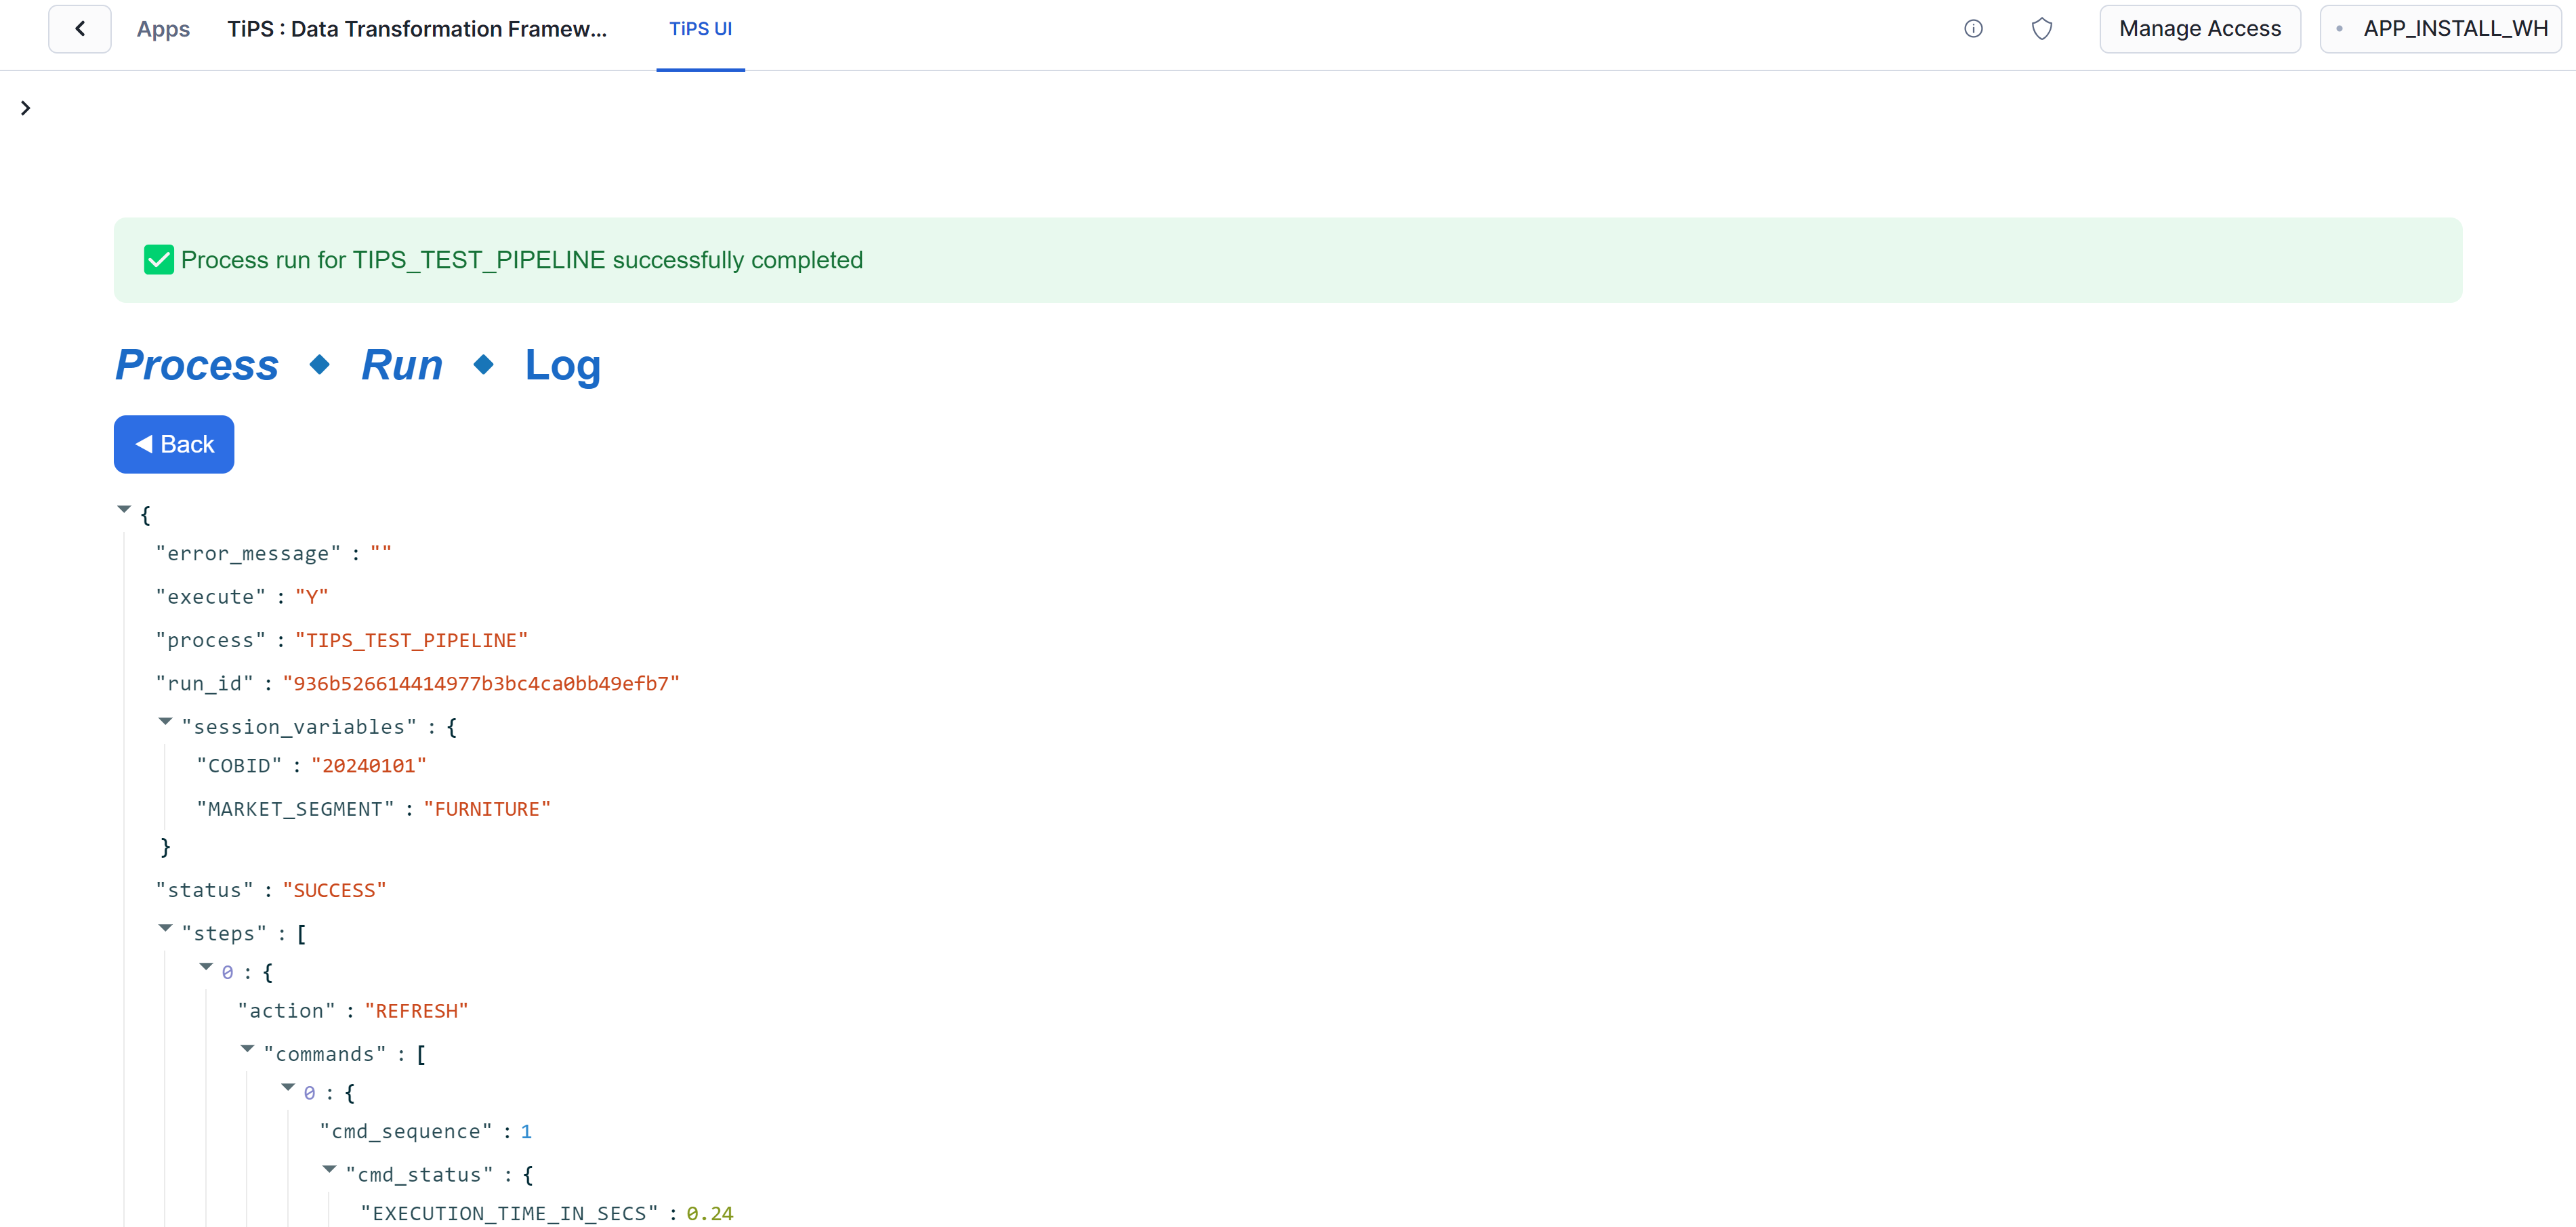 Apps TiPS : Data Transformation Framew... TiPS UI Manage Access APP_INSTALL_WH
Process run for TIPS_TEST_PIPELINE successfully completed
Process Run Log
Back
{
"error_message" : ""
"execute" : "Y"
"process" : "TIPS_TEST_PIPELINE"
"run_id" : "936b526614414977b3bc4ca0bb49efb7"
"session_variables" : {
"COBID" : "20240101"
"MARKET_SEGMENT" : "FURNITURE"
}
"status" : "SUCCESS"
"steps" : [
0 : {
"action" : "REFRESH"
"commands" : [
0 : {
"cmd_sequence" : 1
"cmd_status" : {
"EXECUTION_TIME_IN_SECS" : 0.24